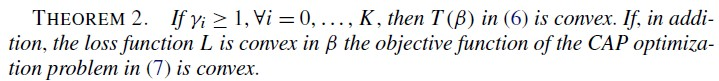 THEOREM 2. If γi ≥ 1, ∀i = 0, . . . , K, then T(β) in (6) is convex. If, in addi-
tion, the loss function L is convex in β the objective function of the CAP optimiza-
tion problem in (7) is convex.